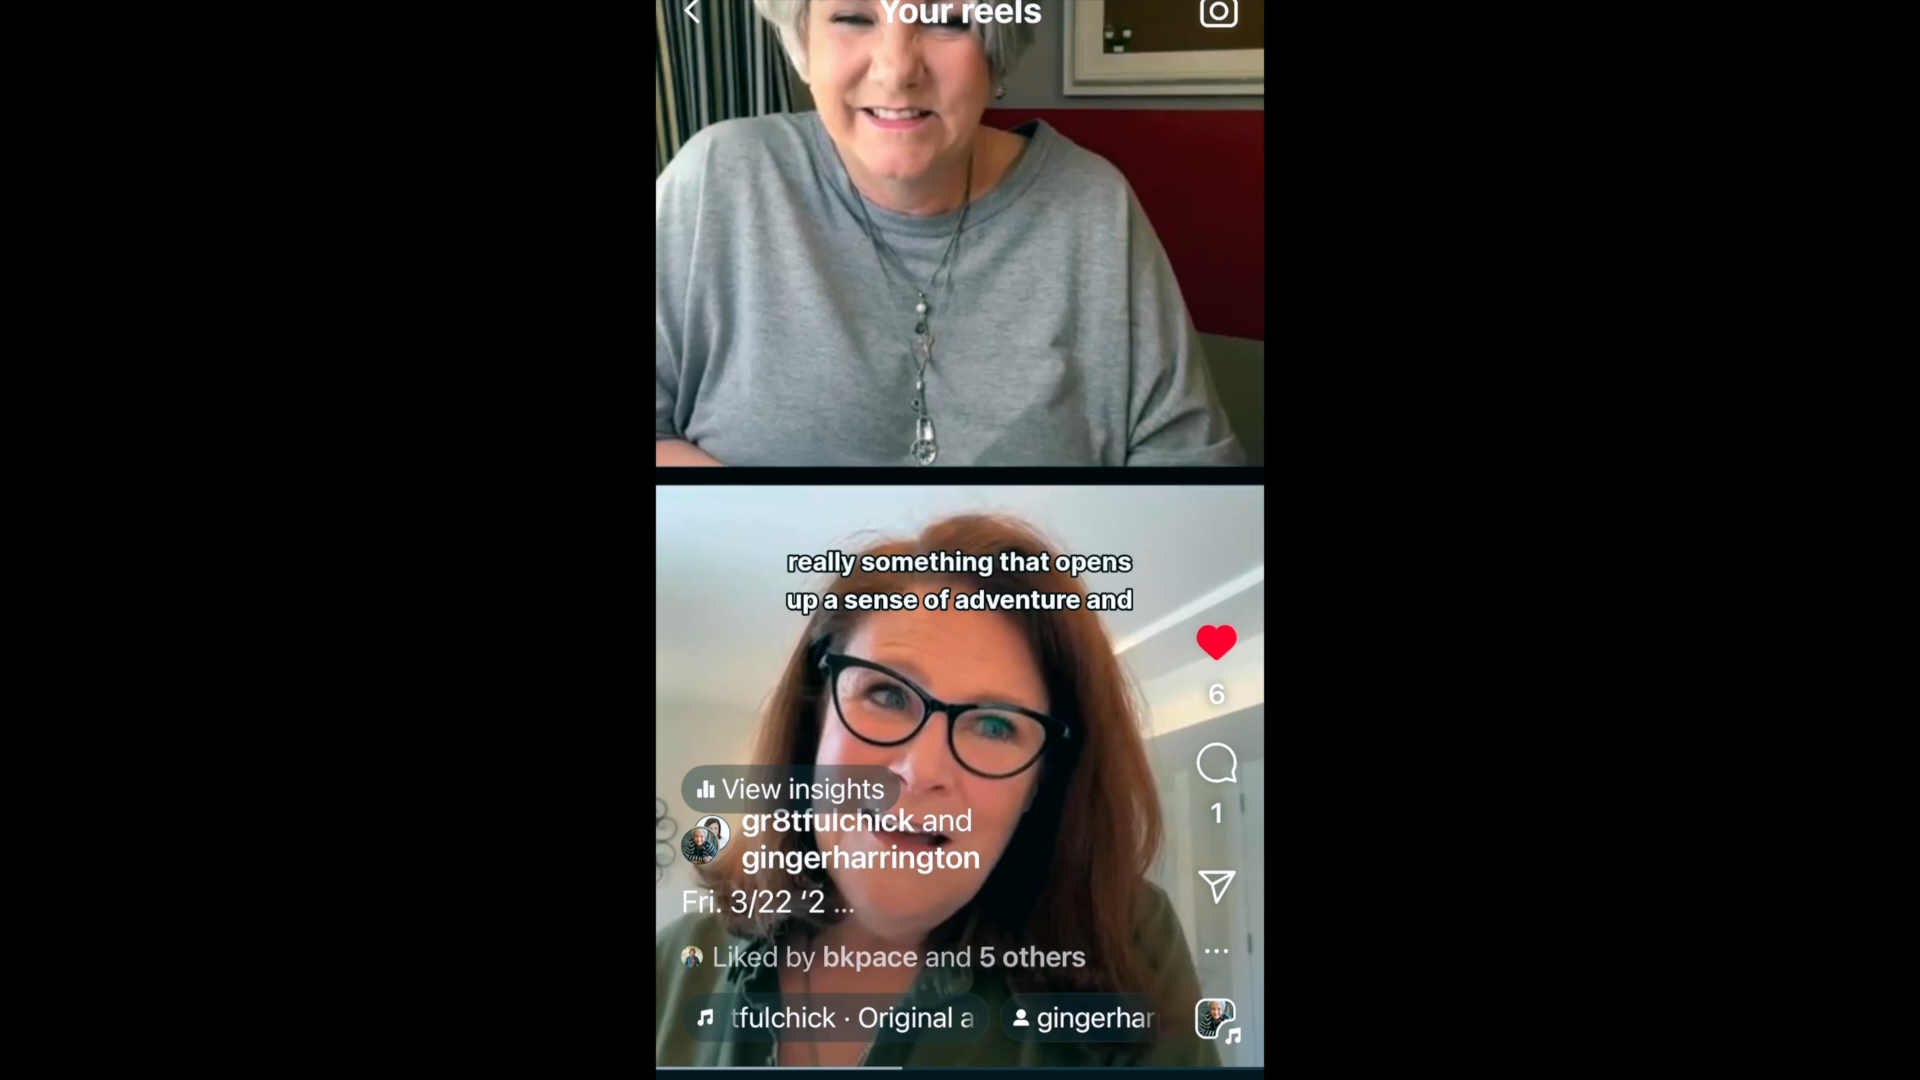 Your reels
really something that opens
up a sense of adventure and
6
View insights
gr8tfulchick and
gingerharrington
1
Fri. 3/22 ‘2 ...
Liked by bkpace and 5 others
tfulchick · Original a
gingerhar